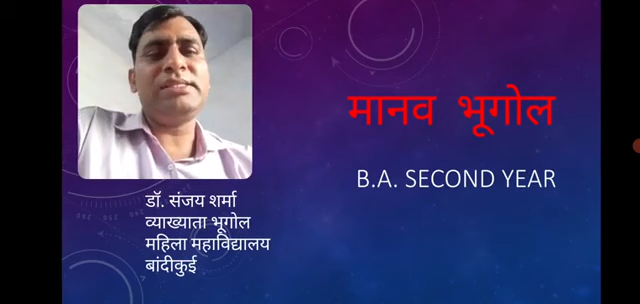 मानव भूगोल
B.A. SECOND YEAR
डॉ. संजय शर्मा
व्याख्याता भूगोल
महिला महाविद्यालय
बांदीकुई